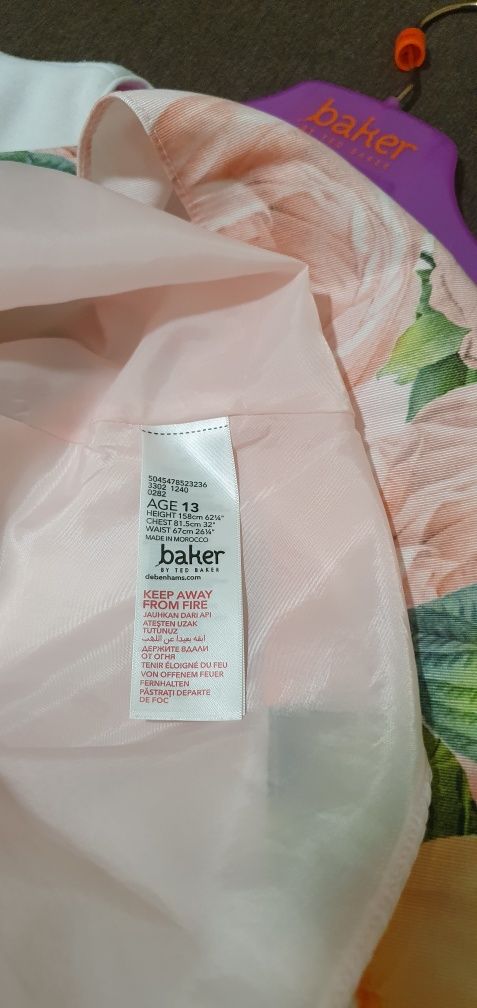 baker
BY TED BAKER
5045478523236
3302 1240
0282
AGE 13
HEIGHT 158cm 62¼"
CHEST 81.5cm 32"
WAIST 67cm 26¼"
MADE IN MOROCCO
baker
BY TED BAKER
debenhams.com
KEEP AWAY
FROM FIRE
JAUHKAN DARI API
ATEŞTEN UZAK
TUTUNUZ
ابقه بعيدا عن اللهب
ДЕРЖИТЕ ВДАЛИ
ОТ ОГНЯ
TENIR ÉLOIGNÉ DU FEU
VON OFFENEM FEUER
FERNHALTEN
PĂSTRAŢI DEPARTE
DE FOC